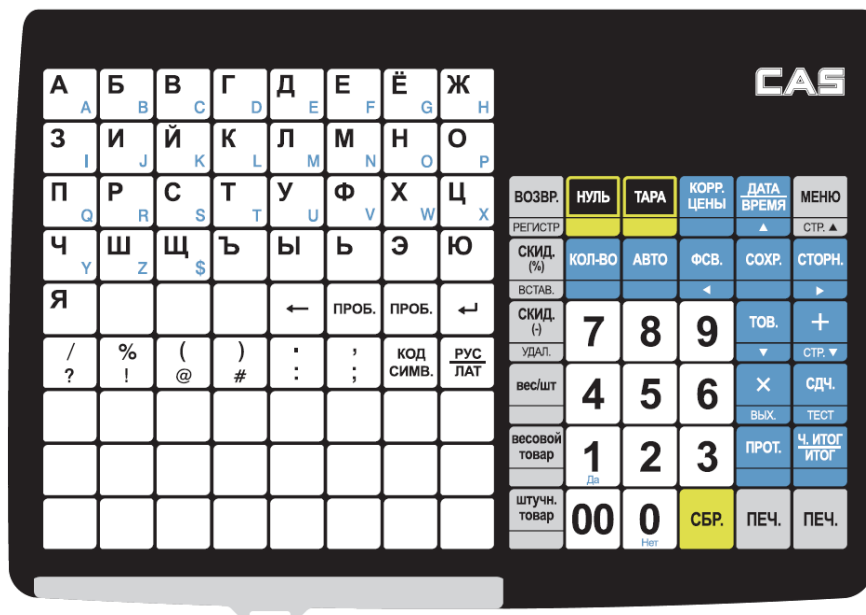 CAS
А A Б B В C Г D Д E Е F Ё G Ж H
З I И J Й K К L Л M М N Н O О P
П Q Р R С S Т T У U Ф V Х W Ц X
Ч Y Ш Z Щ $ Ъ Ы Ь Э Ю
Я ← ПРОБ. ПРОБ. ↵
/ % ( ) . , КОД РУС
? ! @ # : ; СИМВ. ЛАТ
ВОЗВР. НУЛЬ ТАРА КОРР. ЦЕНЫ ДАТА ВРЕМЯ МЕНЮ
РЕГИСТР ▲ СТР. ▲
СКИД. (%) КОЛ-ВО АВТО ФСВ. СОХР. СТОРН.
ВСТАВ. ◄ ►
СКИД. (-) 7 8 9 ТОВ. +
УДАЛ. ▼ СТР. ▼
вес/шт 4 5 6 × СДЧ.
ВЫХ. ТЕСТ
весовой товар 1 2 3 ПРОТ. Ч. ИТОГ ИТОГ
Да
штучн. товар 00 0 СБР. ПЕЧ. ПЕЧ.
Нет